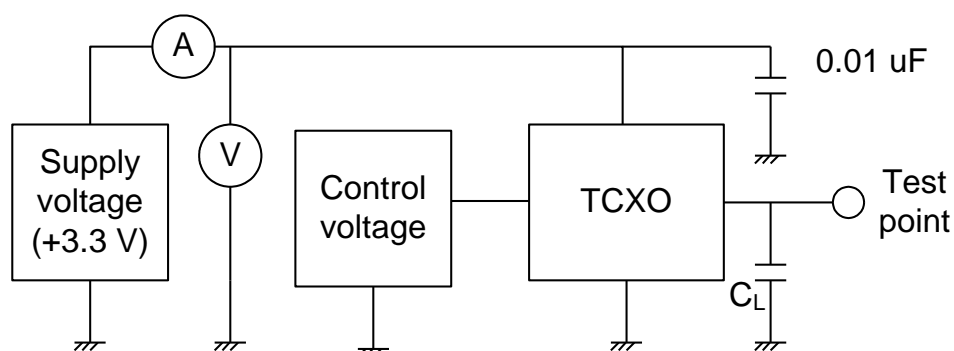 A
0.01 uF
V
Supply
voltage
(+3.3 V)
Control
voltage
TCXO
Test
point
CL